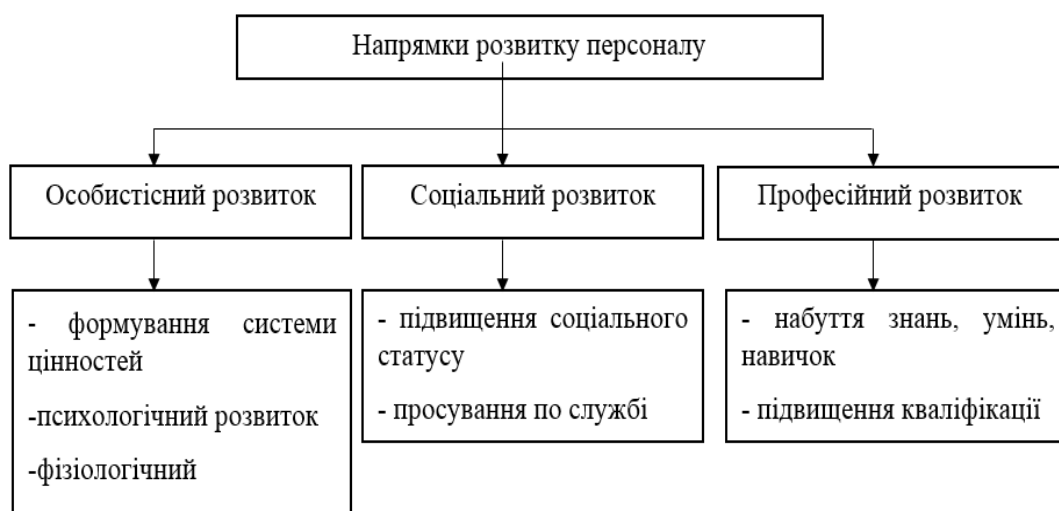 Напрямки розвитку персоналу
Особистісний розвиток
Соціальний розвиток
Професійний розвиток
- формування системи
цінностей
-психологічний розвиток
-фізіологічний
- підвищення соціального
статусу
- просування по службі
- набуття знань, умінь,
навичок
- підвищення кваліфікації